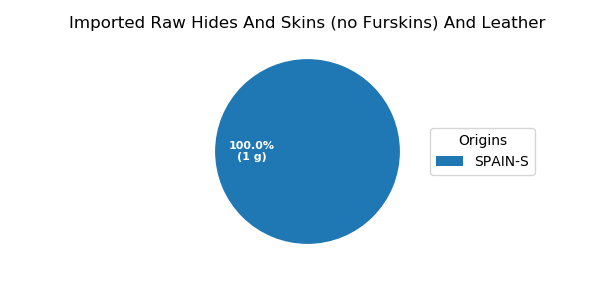 Imported Raw Hides And Skins (no Furskins) And Leather
100.0%
(1 g)
Origins
SPAIN-S